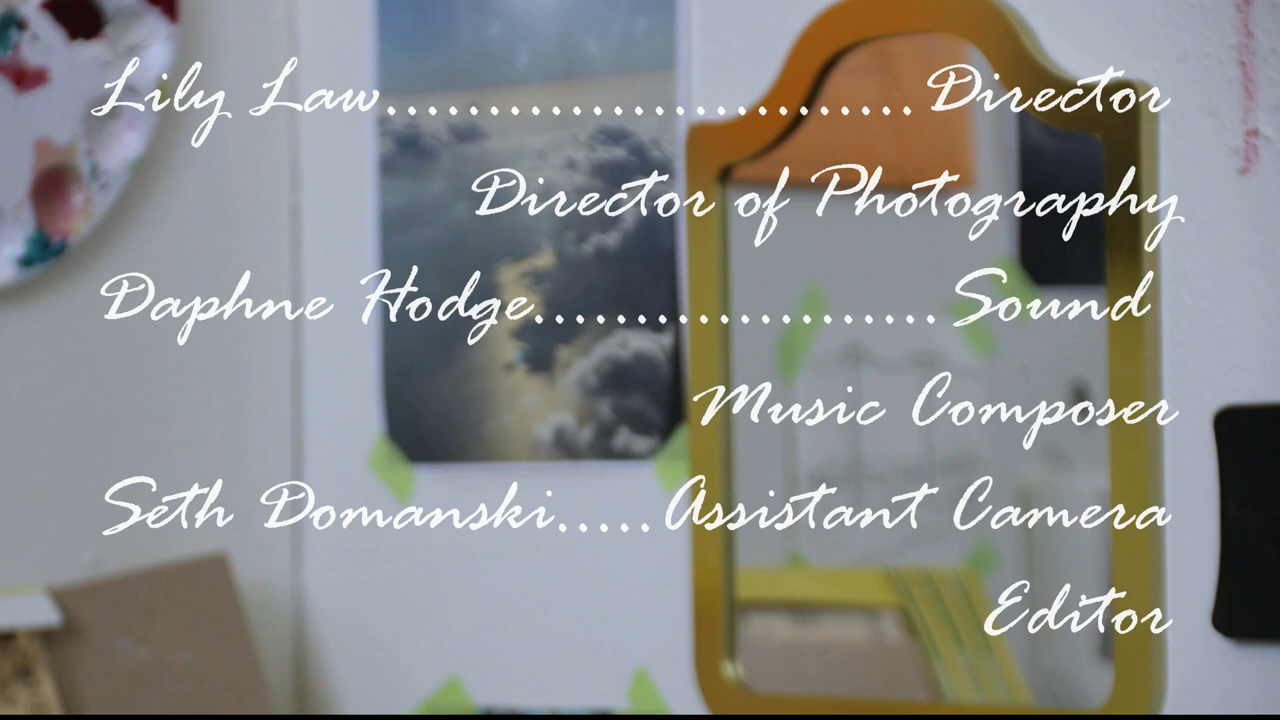 Lily Law..........................Director
Director of Photography
Daphne Hodge....................Sound
Music Composer
Seth Domanski.....Assistant Camera
Editor